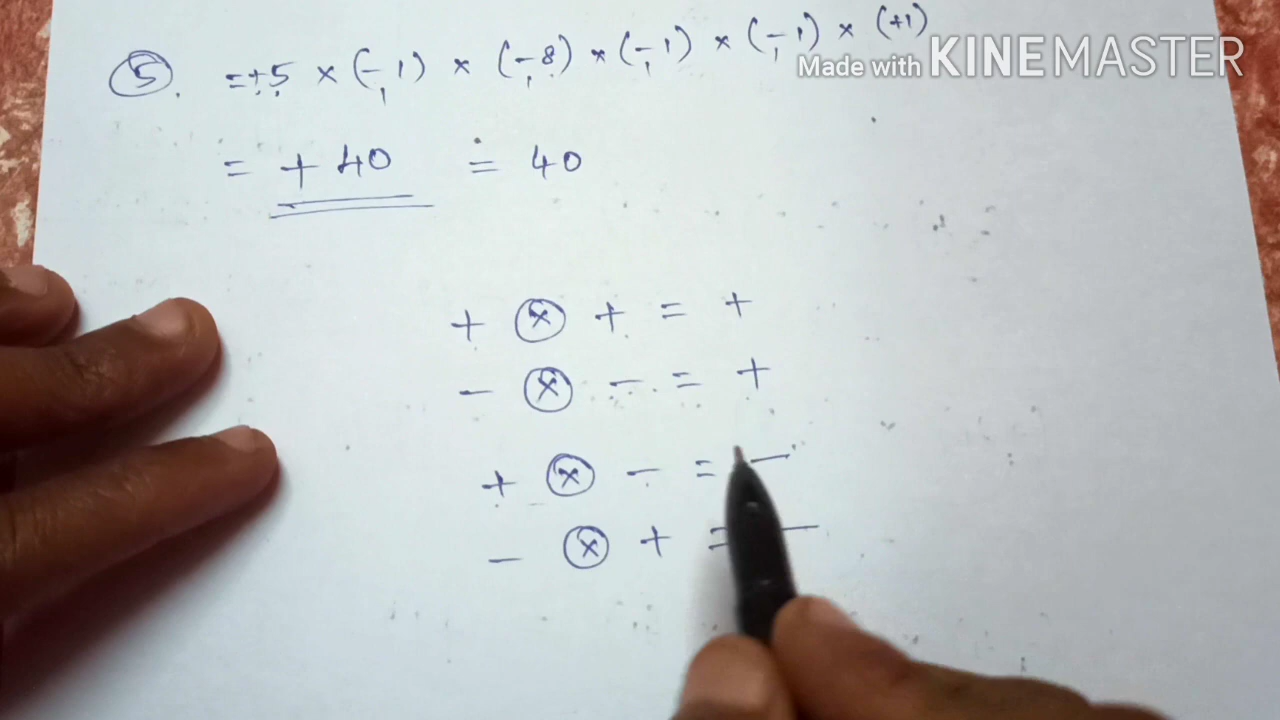 ⑤. = +5 × (-1) × (-8) × (-1) × (-1) × (+1)
Made with KINEMASTER
= +40 = 40
+ ⊗ + = +
- ⊗ - = +
+ ⊗ - = -
- ⊗ + = -